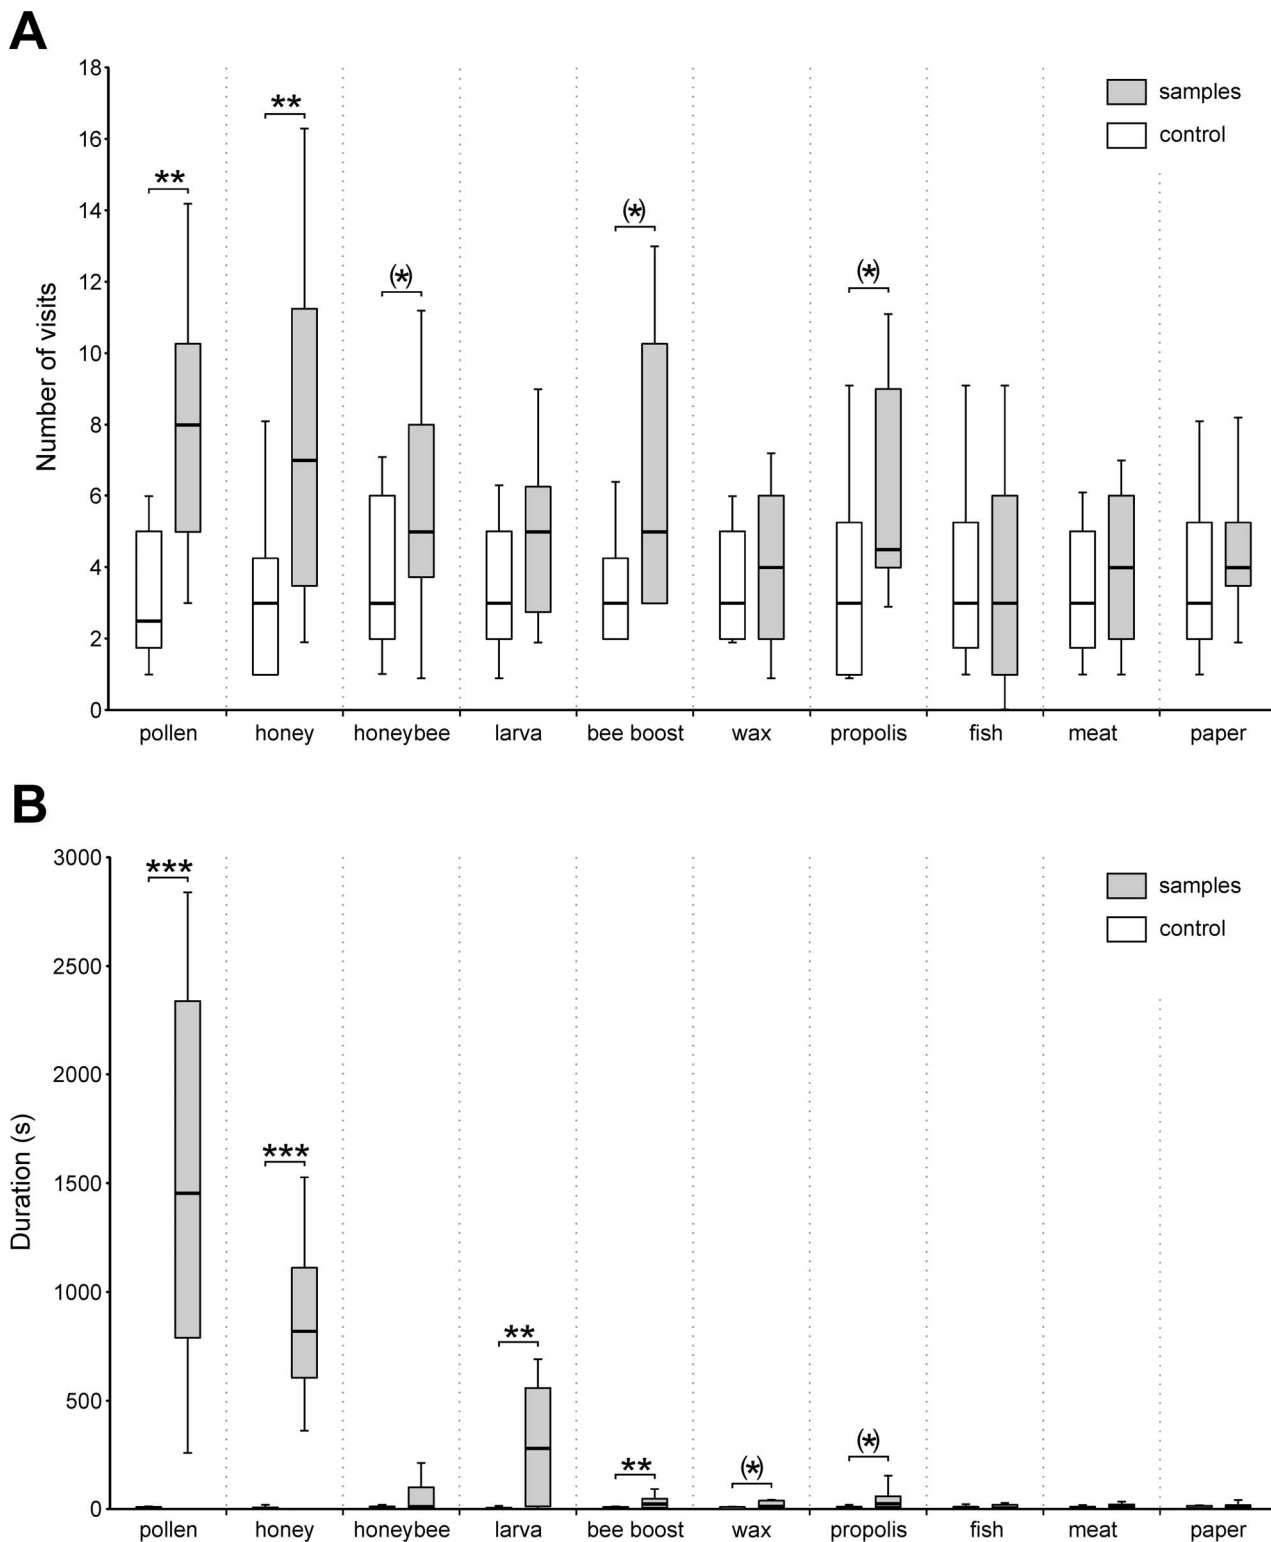 A
18
16
14
12
10
8
6
4
2
0
Number of visits
samples
control
**
**
(*)
(*)
(*)
pollen honey honeybee larva bee boost wax propolis fish meat paper
B
3000
2500
2000
1500
1000
500
0
Duration (s)
samples
control
***
***
**
**
(*)
(*)
pollen honey honeybee larva bee boost wax propolis fish meat paper